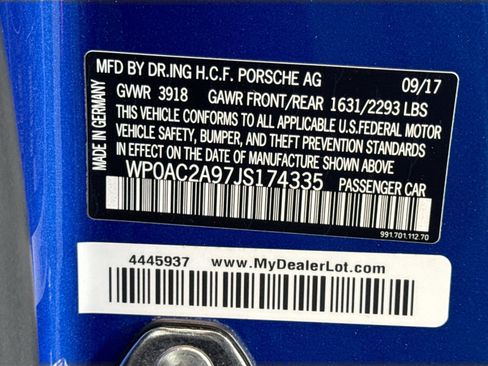 MFD BY DR.ING H.C.F. PORSCHE AG 09/17
GVWR 3918 GAWR FRONT/REAR 1631/2293 LBS
THIS VEHICLE CONFORMS TO ALL APPLICABLE U.S.FEDERAL MOTOR
VEHICLE SAFETY, BUMPER, AND THEFT PREVENTION STANDARDS
IN EFFECT ON THE DATE OF MANUFACTURE SHOWN ABOVE.
WP0AC2A97JS174335 PASSENGER CAR
MADE IN GERMANY
991.701.112.70
4445937 www.MyDealerLot.com